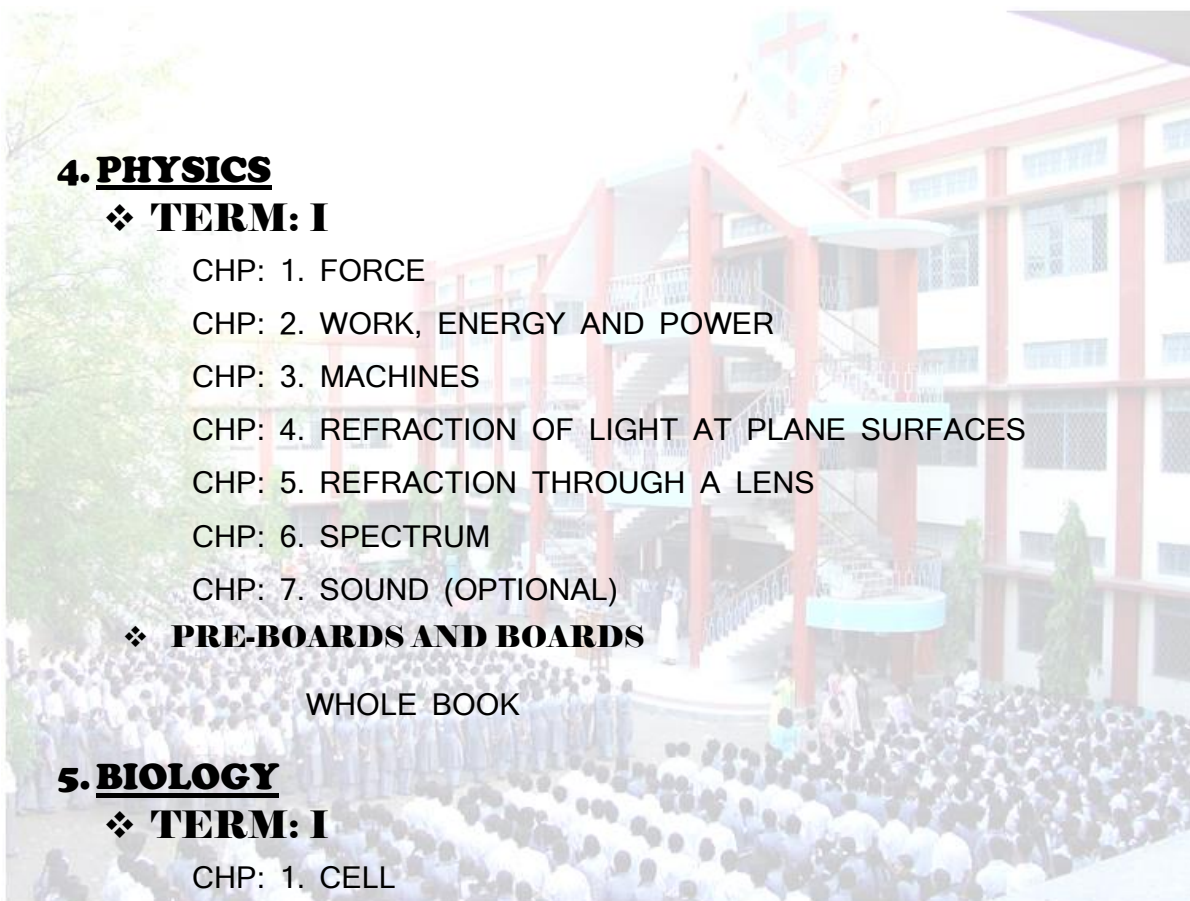 4. PHYSICS
❖ TERM: I
CHP: 1. FORCE
CHP: 2. WORK, ENERGY AND POWER
CHP: 3. MACHINES
CHP: 4. REFRACTION OF LIGHT AT PLANE SURFACES
CHP: 5. REFRACTION THROUGH A LENS
CHP: 6. SPECTRUM
CHP: 7. SOUND (OPTIONAL)
❖ PRE-BOARDS AND BOARDS
WHOLE BOOK
5. BIOLOGY
❖ TERM: I
CHP: 1. CELL